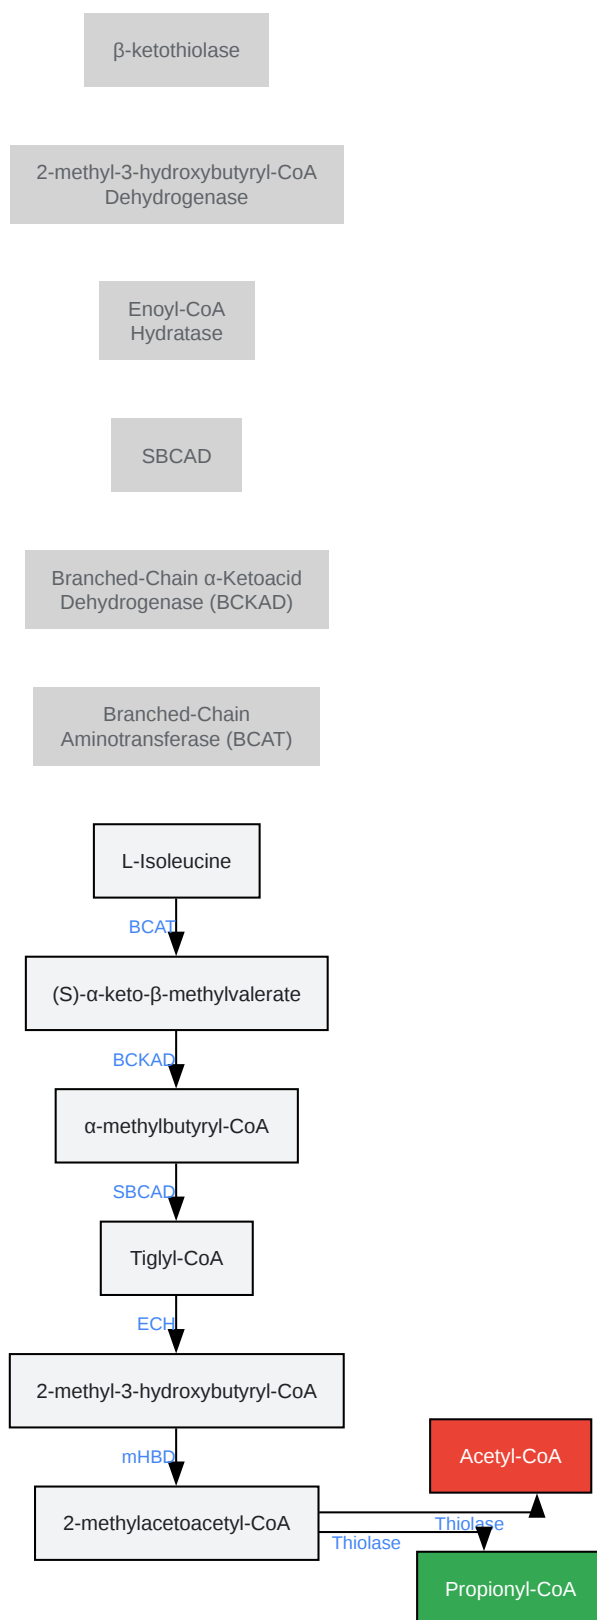 β-ketothiolase
2-methyl-3-hydroxybutyryl-CoA
Dehydrogenase
Enoyl-CoA
Hydratase
SBCAD
Branched-Chain α-Ketoacid
Dehydrogenase (BCKAD)
Branched-Chain
Aminotransferase (BCAT)
L-Isoleucine
BCAT
(S)-α-keto-β-methylvalerate
BCKAD
α-methylbutyryl-CoA
SBCAD
Tiglyl-CoA
ECH
2-methyl-3-hydroxybutyryl-CoA
mHBD
Acetyl-CoA
2-methylacetoacetyl-CoA
Thiolase
Thiolase
Propionyl-CoA